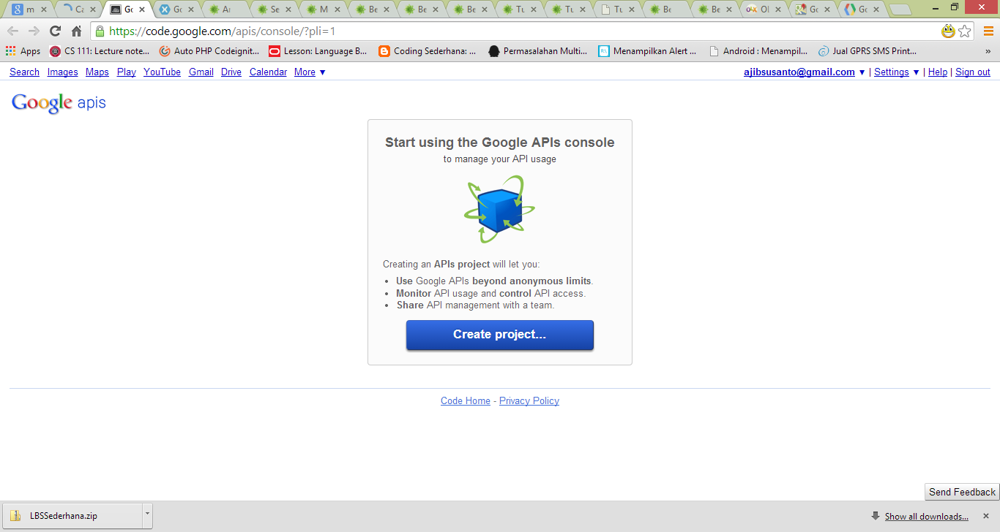 m
Ca
Go
Go
Ar
Se
M
Be
Be
Be
Tu
Tu
Tu
Be
Be
Ol
Go
Go
https://code.google.com/apis/console/?pli=1
Apps CS 111: Lecture note... Auto PHP Codeignit... Lesson: Language B... Coding Sederhana: ... Permasalahan Multi... Menampilkan Alert ... Android : Menampil... Jual GPRS SMS Print... »
Search Images Maps Play YouTube Gmail Drive Calendar More ▼ ajibsusanto@gmail.com ▼ | Settings ▼ | Help | Sign out
Google apis
Start using the Google APIs console
to manage your API usage
Creating an APIs project will let you:
• Use Google APIs beyond anonymous limits.
• Monitor API usage and control API access.
• Share API management with a team.
Create project...
Code Home - Privacy Policy
Send Feedback
LBSSederhana.zip Show all downloads...